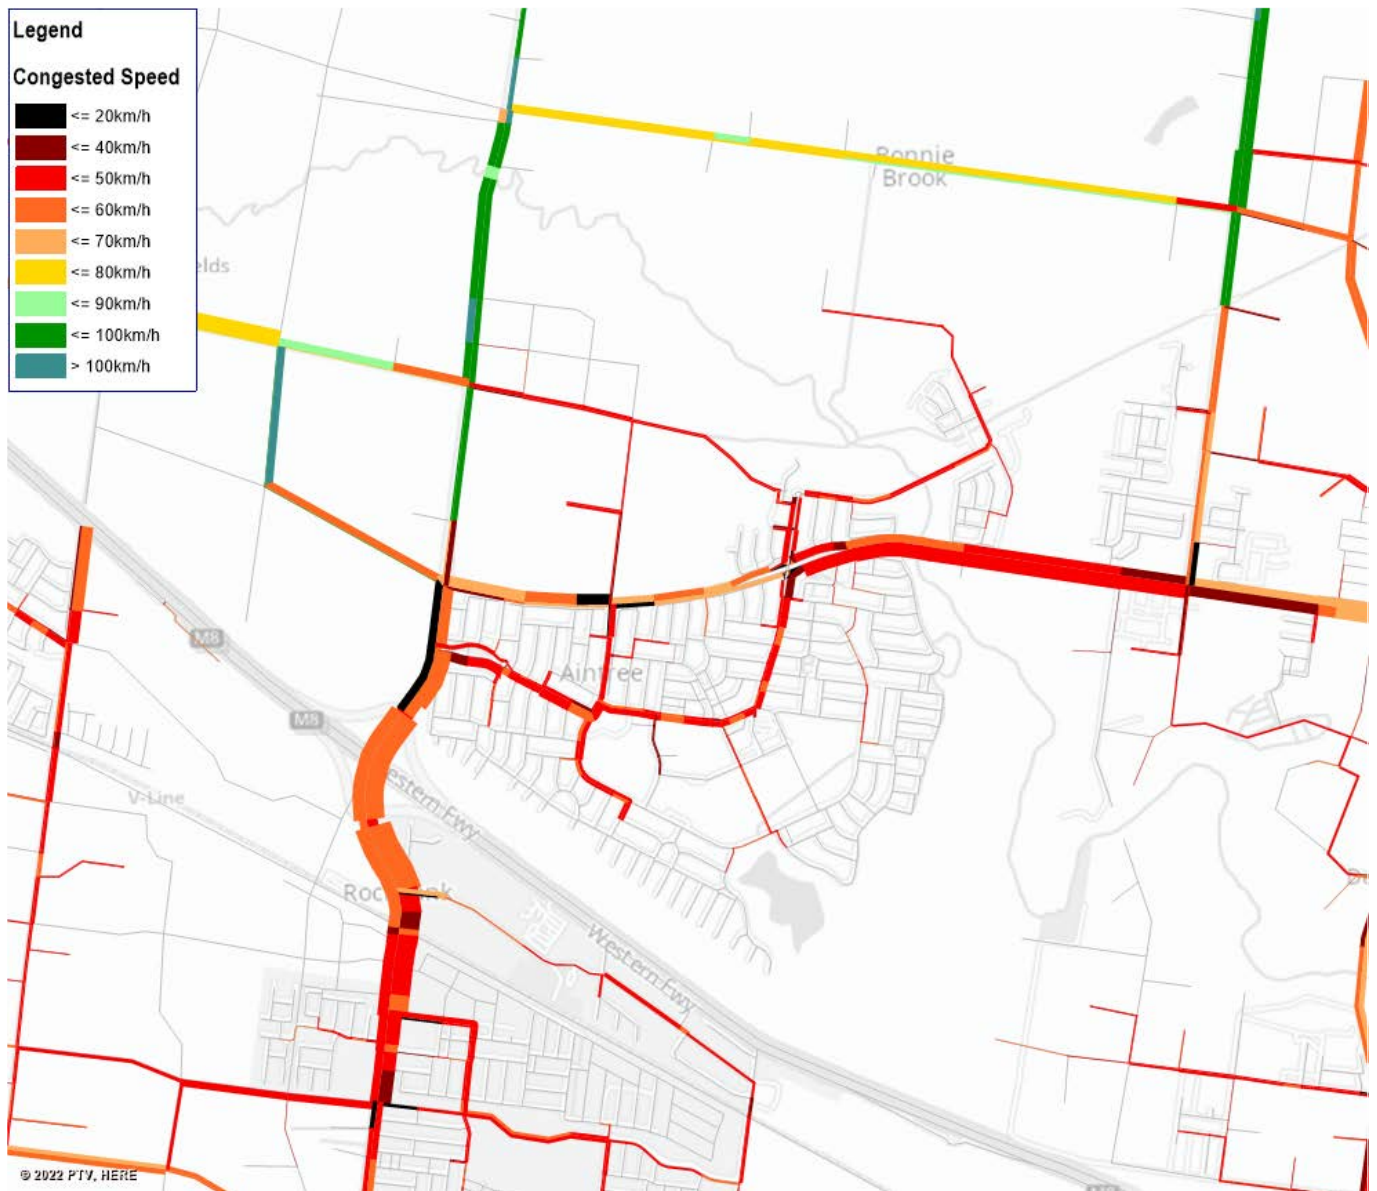 Legend
Congested Speed
<= 20km/h
<= 40km/h
<= 50km/h
<= 60km/h
<= 70km/h
<= 80km/h
<= 90km/h
<= 100km/h
> 100km/h
Bonnie
Brook
elds
Aintree
M8
M8
V-Line
estern Fwy
Western Fwy
© 2022 PTV, HERE